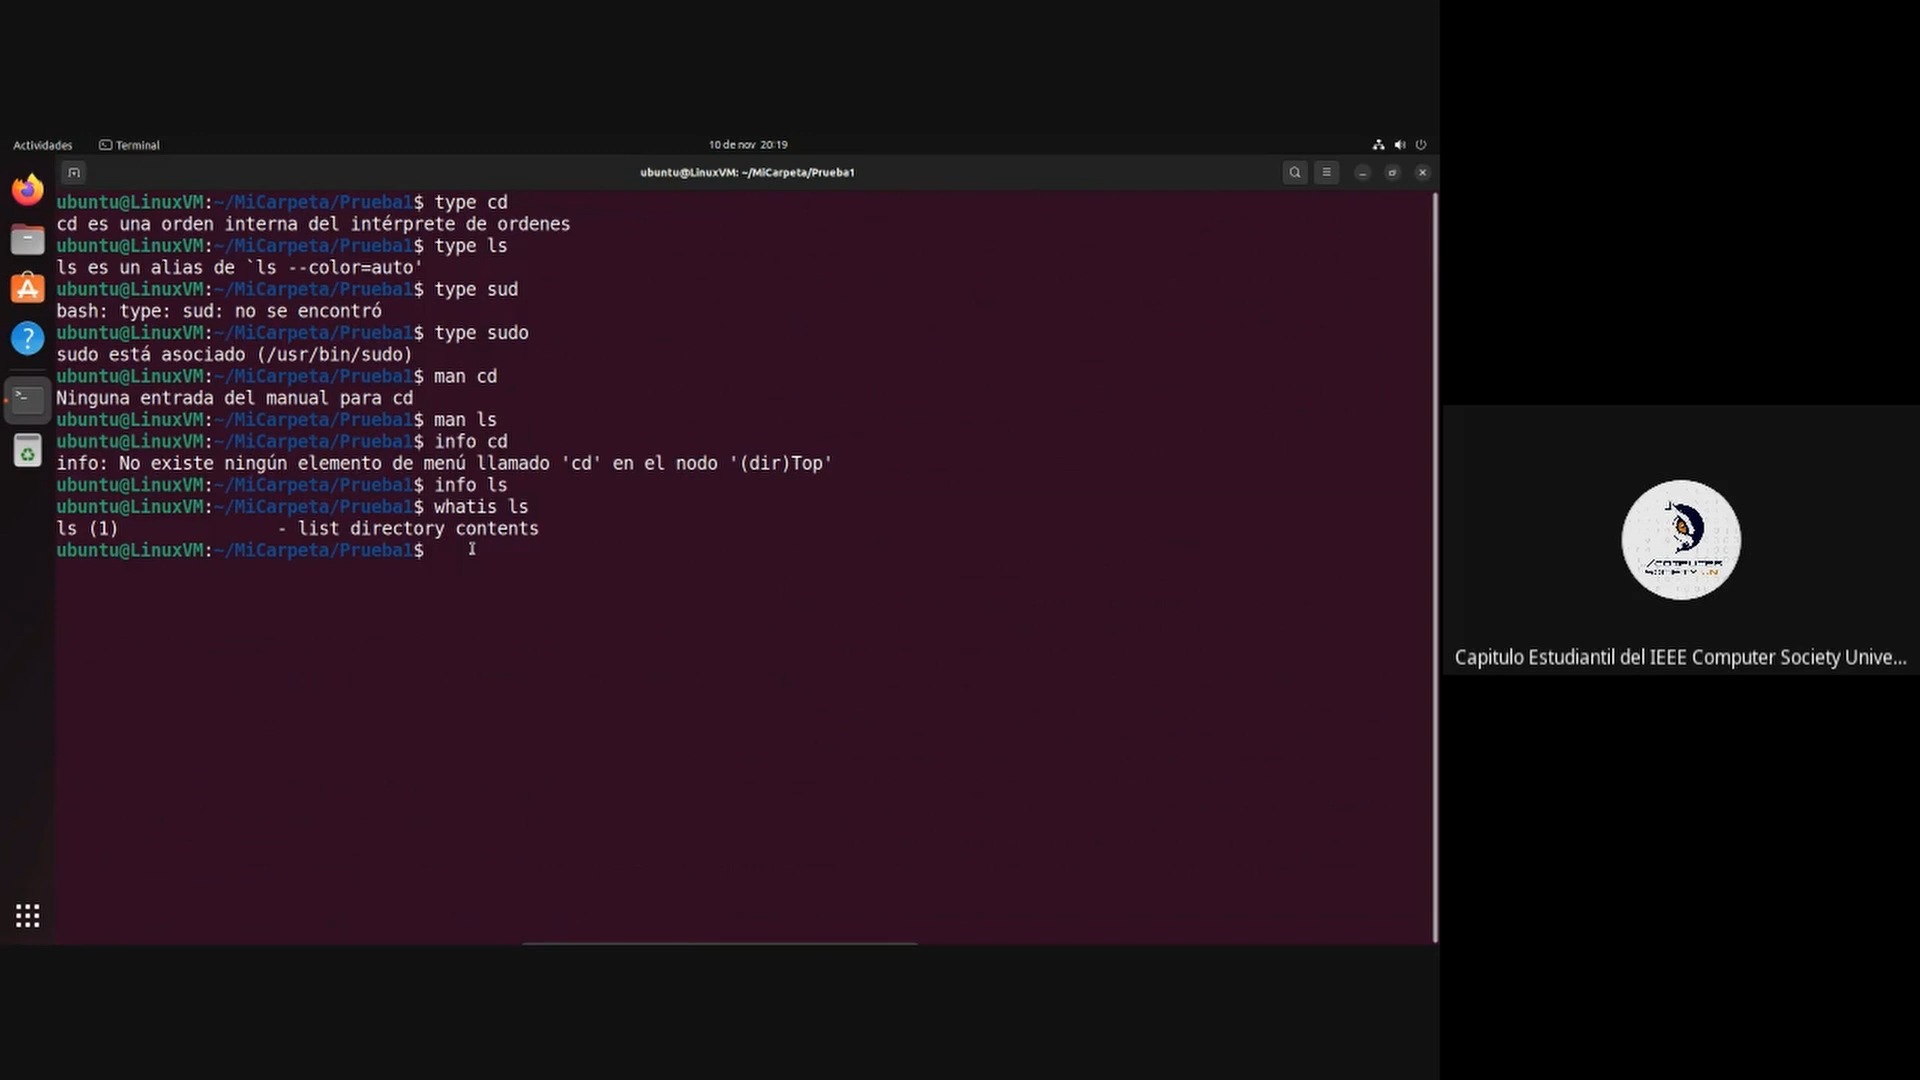 Actividades
Terminal
10 de nov 20:19
ubuntu@LinuxVM: ~/MiCarpeta/Prueba1
ubuntu@LinuxVM:~/MiCarpeta/Prueba1$ type cd
cd es una orden interna del intérprete de ordenes
ubuntu@LinuxVM:~/MiCarpeta/Prueba1$ type ls
ls es un alias de `ls --color=auto'
ubuntu@LinuxVM:~/MiCarpeta/Prueba1$ type sud
bash: type: sud: no se encontró
ubuntu@LinuxVM:~/MiCarpeta/Prueba1$ type sudo
sudo está asociado (/usr/bin/sudo)
ubuntu@LinuxVM:~/MiCarpeta/Prueba1$ man cd
Ninguna entrada del manual para cd
ubuntu@LinuxVM:~/MiCarpeta/Prueba1$ man ls
ubuntu@LinuxVM:~/MiCarpeta/Prueba1$ info cd
info: No existe ningún elemento de menú llamado 'cd' en el nodo '(dir)Top'
ubuntu@LinuxVM:~/MiCarpeta/Prueba1$ info ls
ubuntu@LinuxVM:~/MiCarpeta/Prueba1$ whatis ls
ls (1)               - list directory contents
ubuntu@LinuxVM:~/MiCarpeta/Prueba1$
/COMPUTER
SOCIETY
Capitulo Estudiantil del IEEE Computer Society Unive...